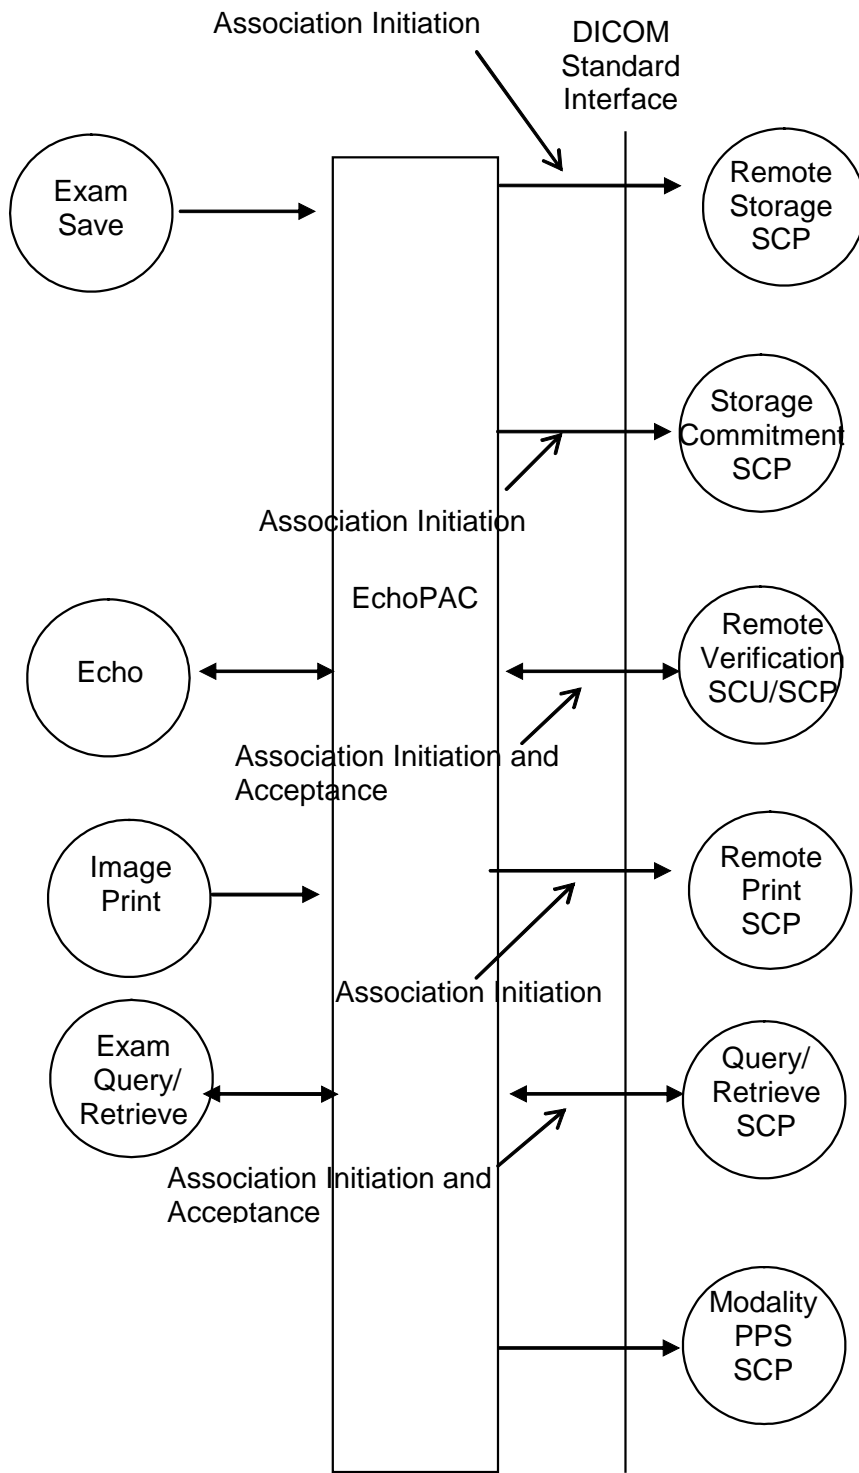 Association Initiation
DICOM
Standard
Interface
Exam
Save
Remote
Storage
SCP
Storage
Commitment
SCP
Association Initiation
EchoPAC
Echo
Remote
Verification
SCU/SCP
Association Initiation and
Acceptance
Image
Print
Remote
Print
SCP
Association Initiation
Exam
Query/
Retrieve
Query/
Retrieve
SCP
Association Initiation and
Acceptance
Modality
PPS
SCP